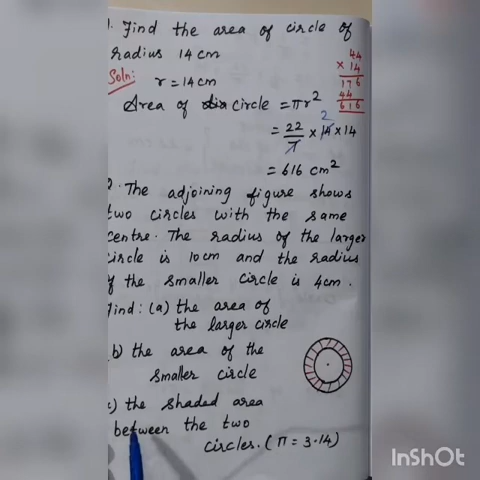 1. Find the area of circle of
radius 14 cm
Soln: r = 14 cm
Area of circle = πr²
= 22/7 × 14 × 14
2
= 616 cm²
44
× 14
176
44
616
2. The adjoining figure shows
two circles with the same
centre. The radius of the larger
circle is 10cm and the radius
of the smaller circle is 4cm.
Find: (a) the area of
the larger circle
(b) the area of the
smaller circle
(c) the shaded area
between the two
circles. (π = 3.14)
InShot